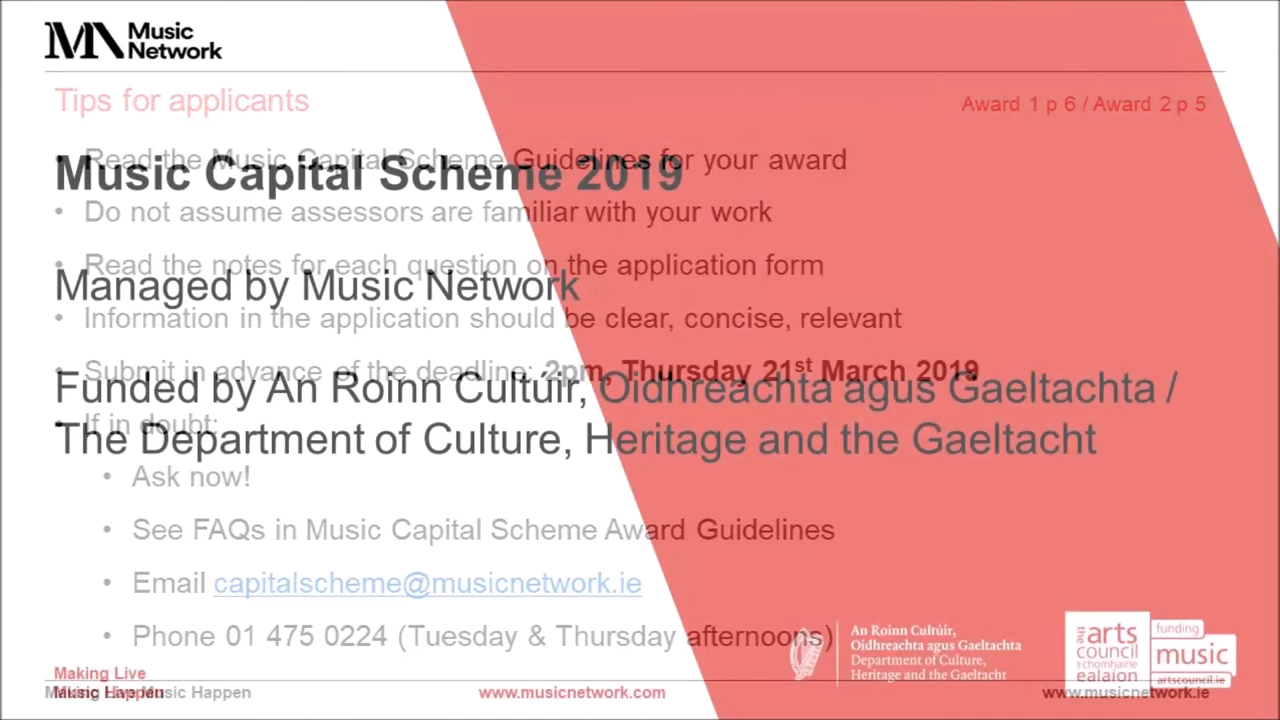 Music
Network
Tips for applicants
Award 1 p 6 / Award 2 p 5
• Read the Music Capital Scheme Guidelines for your award
Music Capital Scheme 2019
• Do not assume assessors are familiar with your work
• Read the notes for each question on the application form
Managed by Music Network
• Information in the application should be clear, concise, relevant
• Submit in advance of the deadline: 2pm, Thursday 21st March 2019
Funded by An Roinn Cultúir, Oidhreachta agus Gaeltachta /
• If in doubt:
The Department of Culture, Heritage and the Gaeltacht
• Ask now!
• See FAQs in Music Capital Scheme Award Guidelines
• Email capitalscheme@musicnetwork.ie
• Phone 01 475 0224 (Tuesday & Thursday afternoons)
An Roinn Cultúir,
Oidhreachta agus Gaeltachta
Department of Culture,
Heritage and the Gaeltacht
the arts
council
an chomhairle
ealaíon
funding
music
artscouncil.ie
Making Live
Music Happen
Making Live Music Happen
www.musicnetwork.com
www.musicnetwork.ie